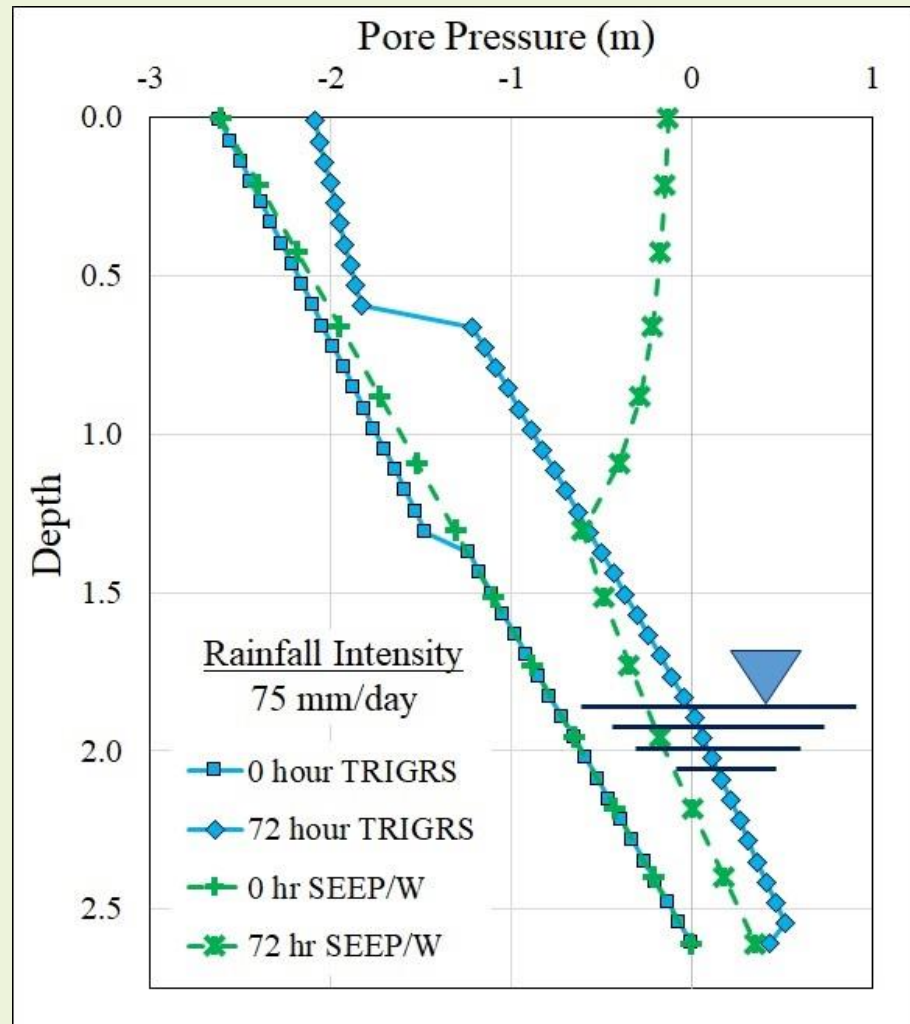 Pore Pressure (m)
-3 -2 -1 0 1
0.0
0.5
1.0
1.5
2.0
2.5
Depth
Rainfall Intensity
75 mm/day
0 hour TRIGRS
72 hour TRIGRS
0 hr SEEP/W
72 hr SEEP/W